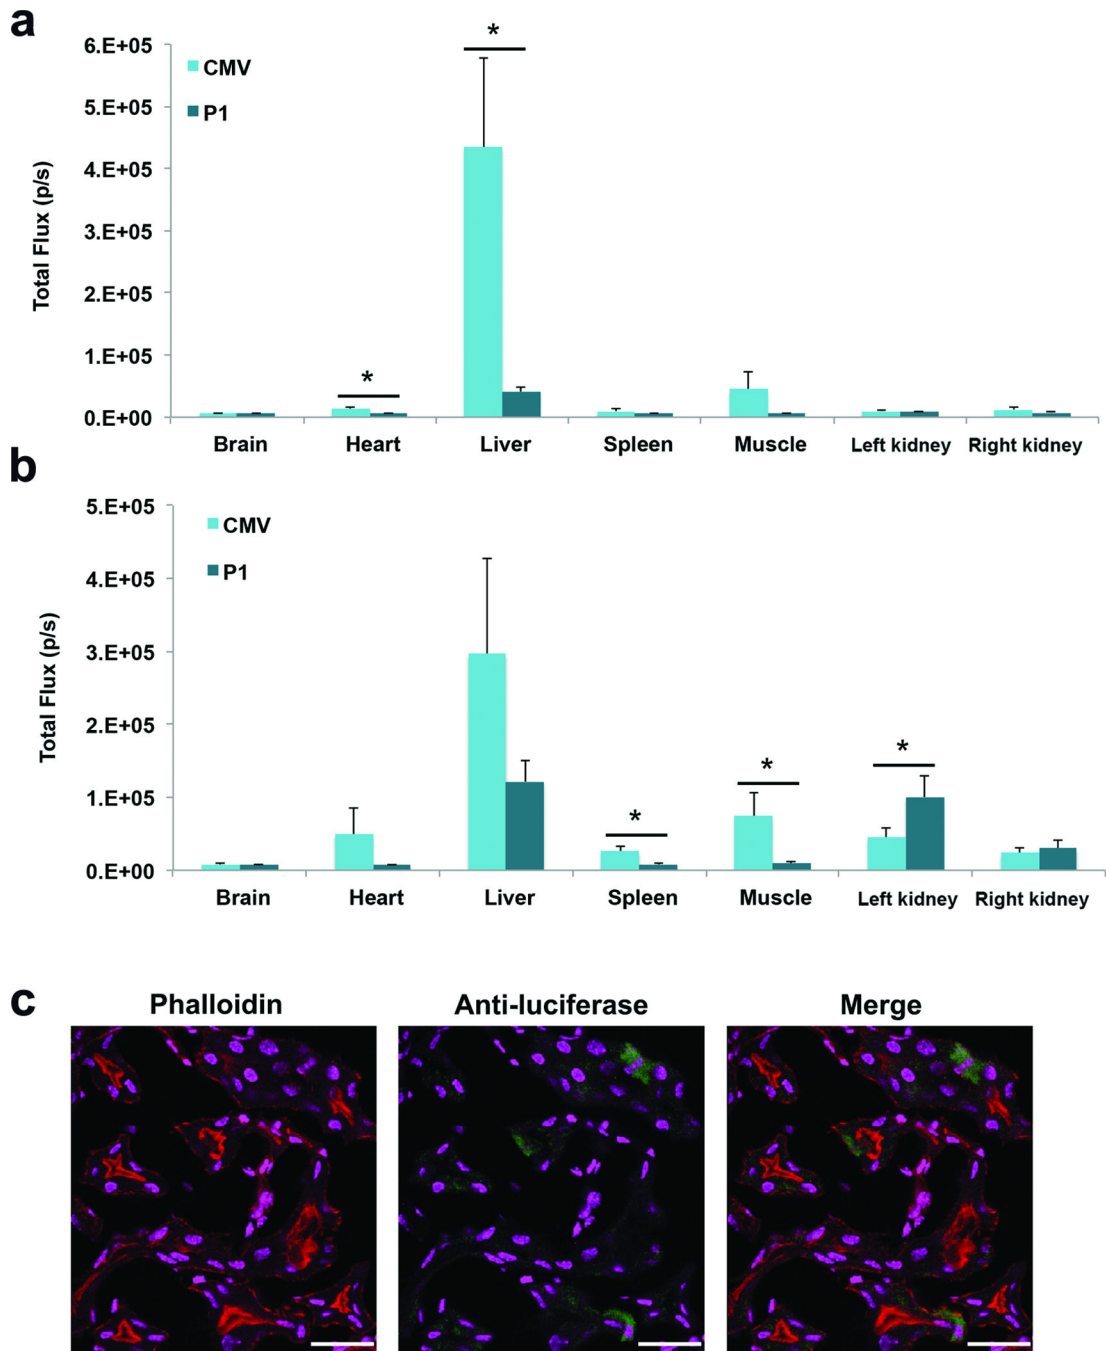 a
6.E+05
5.E+05
4.E+05
3.E+05
2.E+05
1.E+05
0.E+00
Total Flux (p/s)
CMV
P1
*
*
Brain Heart Liver Spleen Muscle Left kidney Right kidney
b
5.E+05
4.E+05
3.E+05
2.E+05
1.E+05
0.E+00
Total Flux (p/s)
CMV
P1
*
*
*
Brain Heart Liver Spleen Muscle Left kidney Right kidney
c
Phalloidin Anti-luciferase Merge